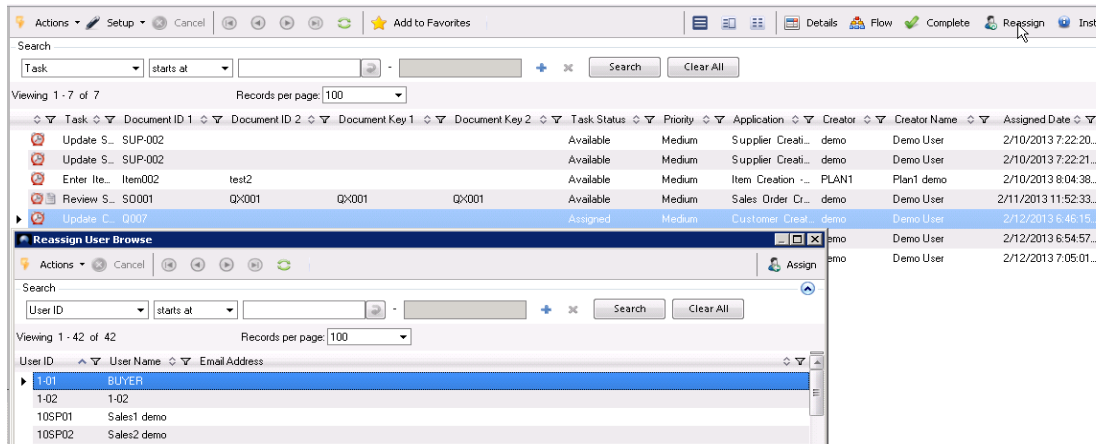 Actions Setup Cancel Add to Favorites Details Flow Complete Reassign Inst
Search
Task starts at - Search Clear All
Viewing 1 - 7 of 7 Records per page: 100
Task Document ID 1 Document ID 2 Document Key 1 Document Key 2 Task Status Priority Application Creator Creator Name Assigned Date
Update S... SUP-002 Available Medium Supplier Creati... demo Demo User 2/10/2013 7:22:20...
Update S... SUP-002 Available Medium Supplier Creati... demo Demo User 2/10/2013 7:22:21...
Enter Ite... Item002 test2 Available Medium Item Creation -... PLAN1 Plan1 demo 2/10/2013 8:04:38...
Review S... SO001 QX001 QX001 QX001 Available Medium Sales Order Cr... demo Demo User 2/11/2013 11:52:33...
Update C... Q007 Assigned Medium Customer Creat... demo Demo User 2/12/2013 6:46:15...
emo Demo User 2/12/2013 6:54:57...
emo Demo User 2/12/2013 7:05:01...
Reassign User Browse
Actions Cancel Assign
Search
User ID starts at - Search Clear All
Viewing 1 - 42 of 42 Records per page: 100
User ID User Name Email Address
1-01 BUYER
1-02 1-02
10SP01 Sales1 demo
10SP02 Sales2 demo